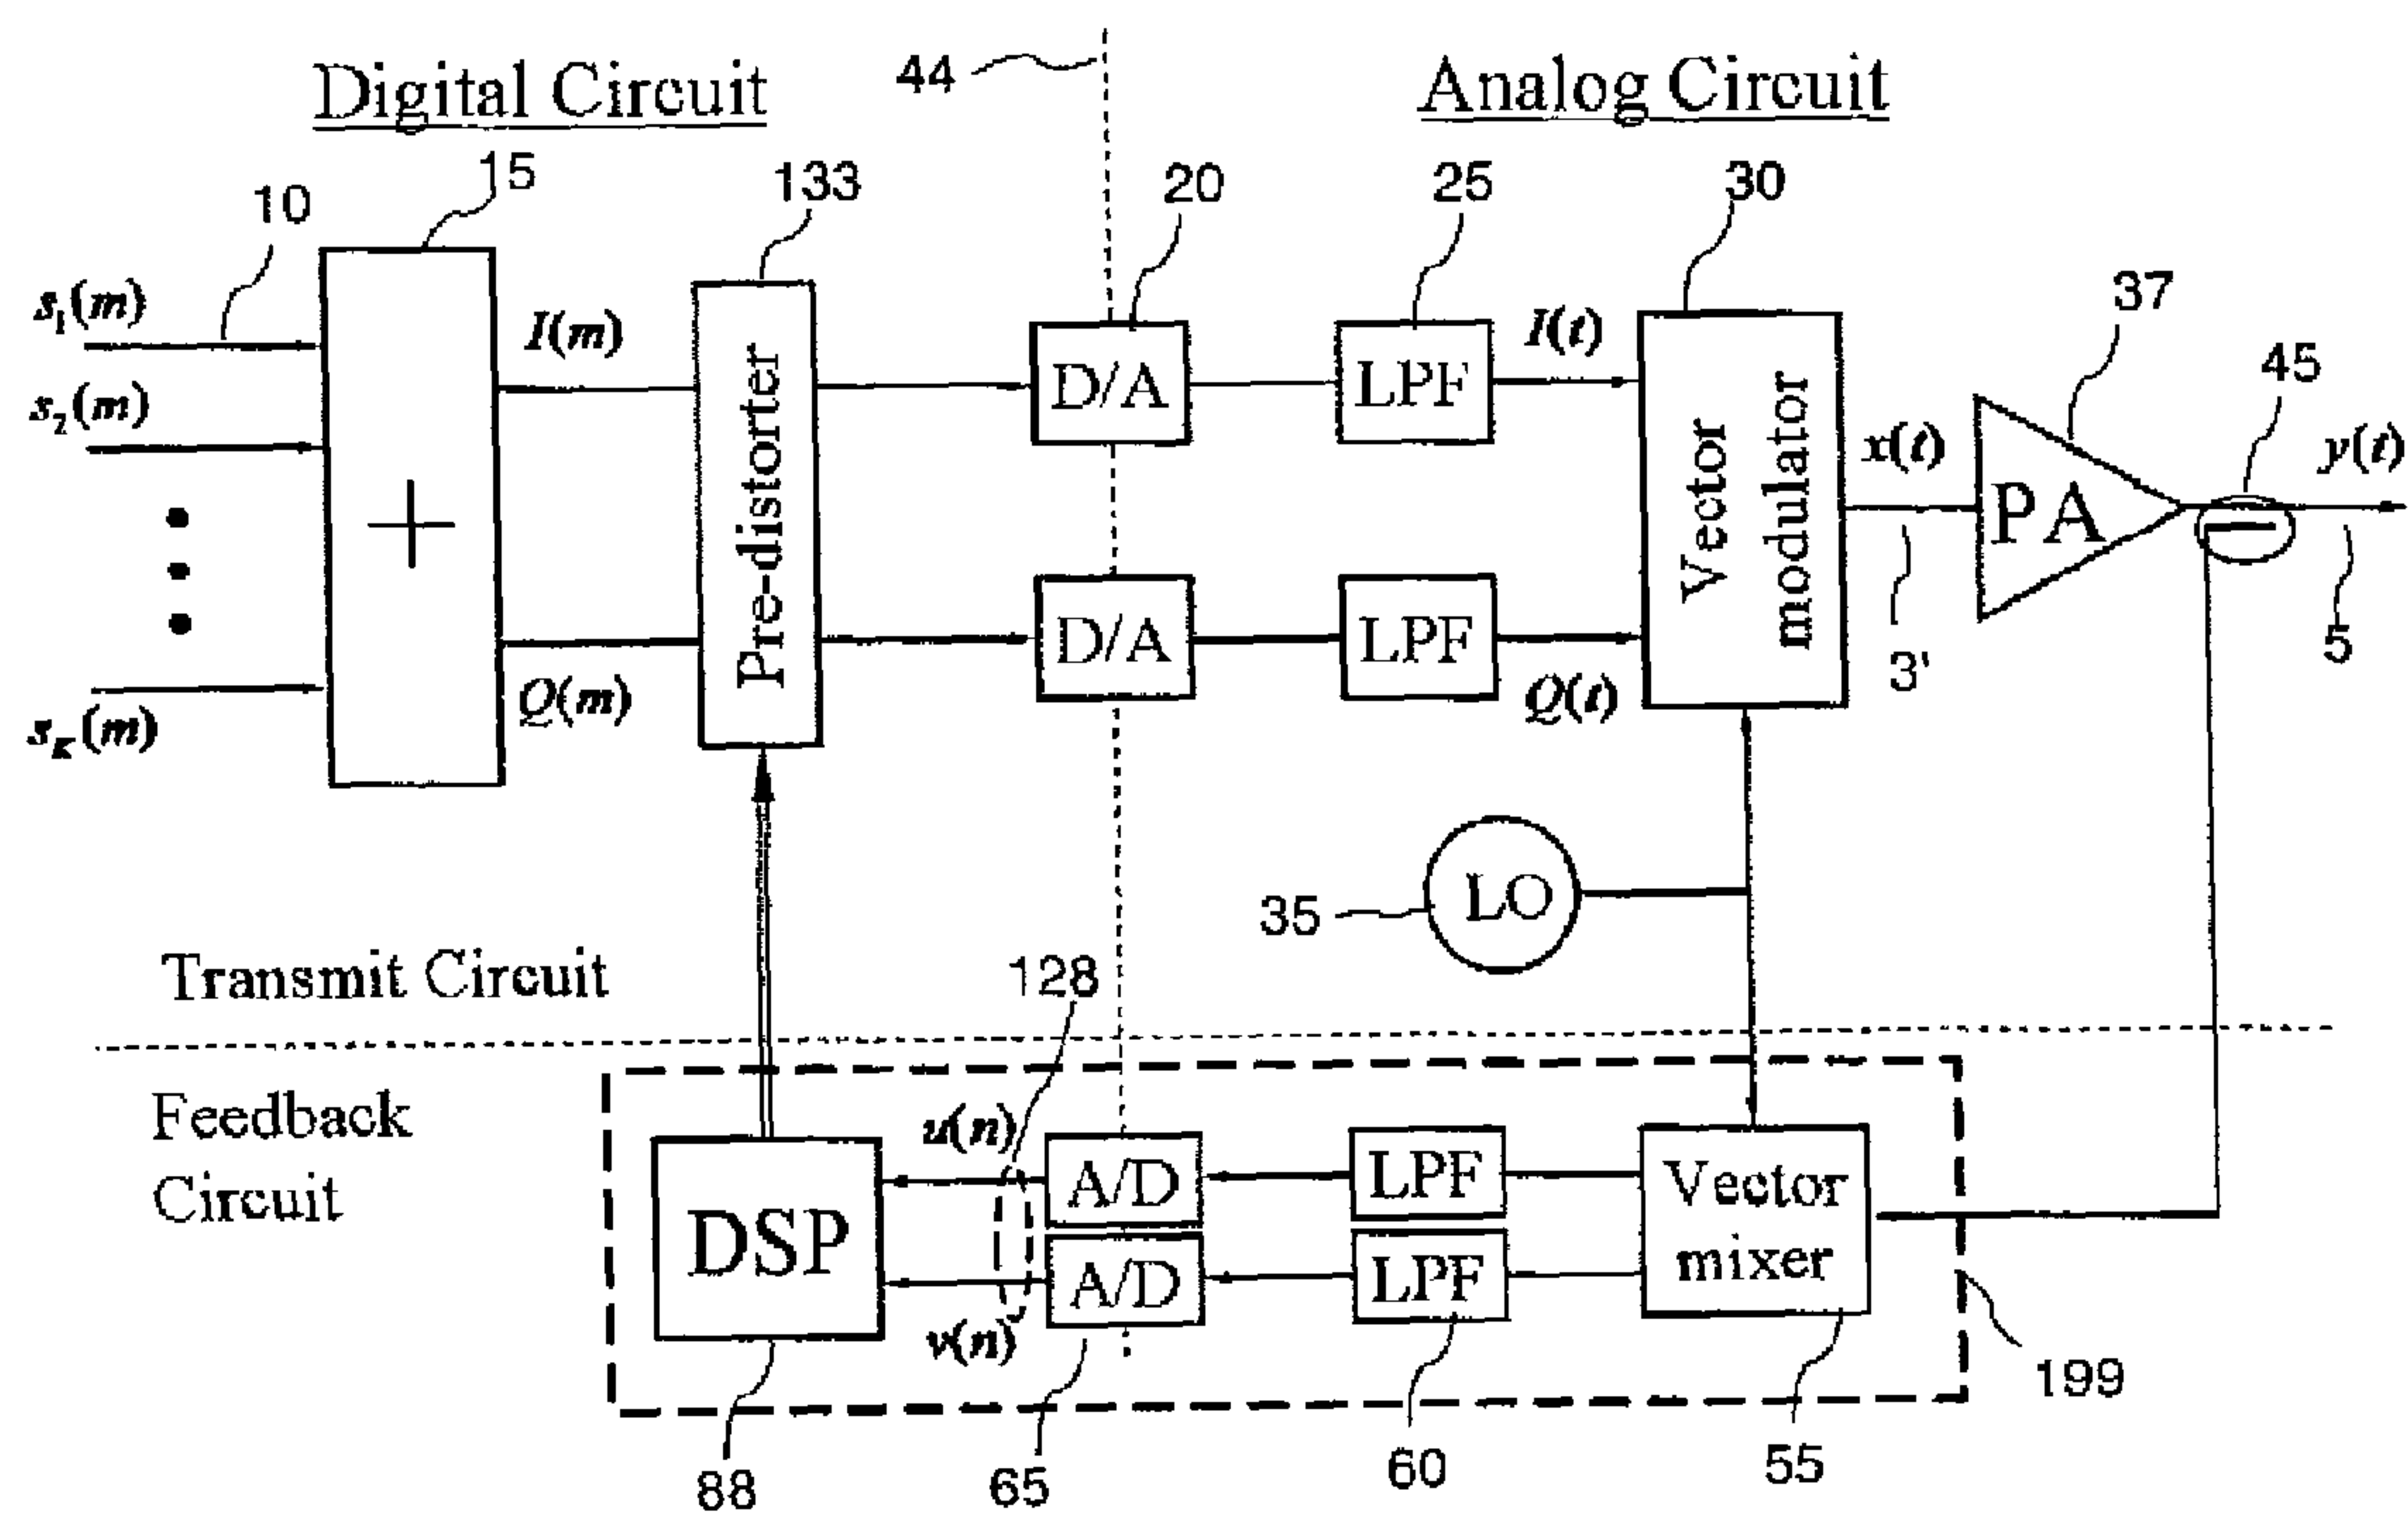 Digital Circuit
44
Analog Circuit
10
15
133
20
25
30
37
45
s₁(m)
I(m)
D/A
LPF
I(t)
s₂(m)
+
Pre-distorter
Vector
modulator
x(t)
PA
y(t)
D/A
LPF
s_K(m)
Q(m)
Q(t)
3'
5
35
LO
Transmit Circuit
128
Feedback
Circuit
u(n)
A/D
LPF
Vector
mixer
DSP
A/D
LPF
v(n)
199
88
65
60
55